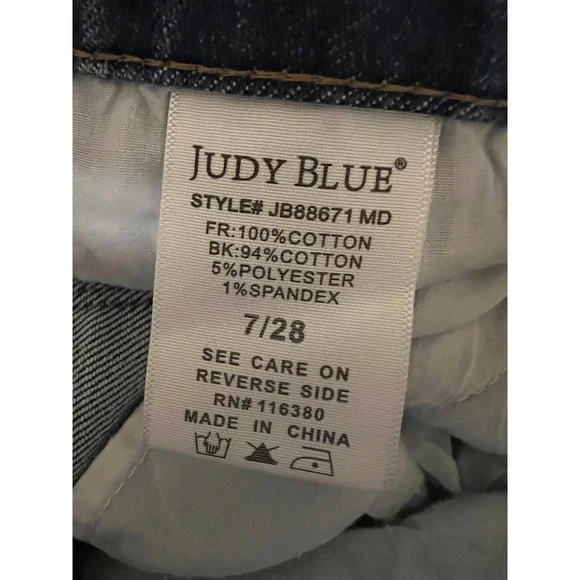 JUDY BLUE®
STYLE# JB88671 MD
FR:100%COTTON
BK:94%COTTON
5%POLYESTER
1%SPANDEX
7/28
SEE CARE ON
REVERSE SIDE
RN# 116380
MADE IN CHINA